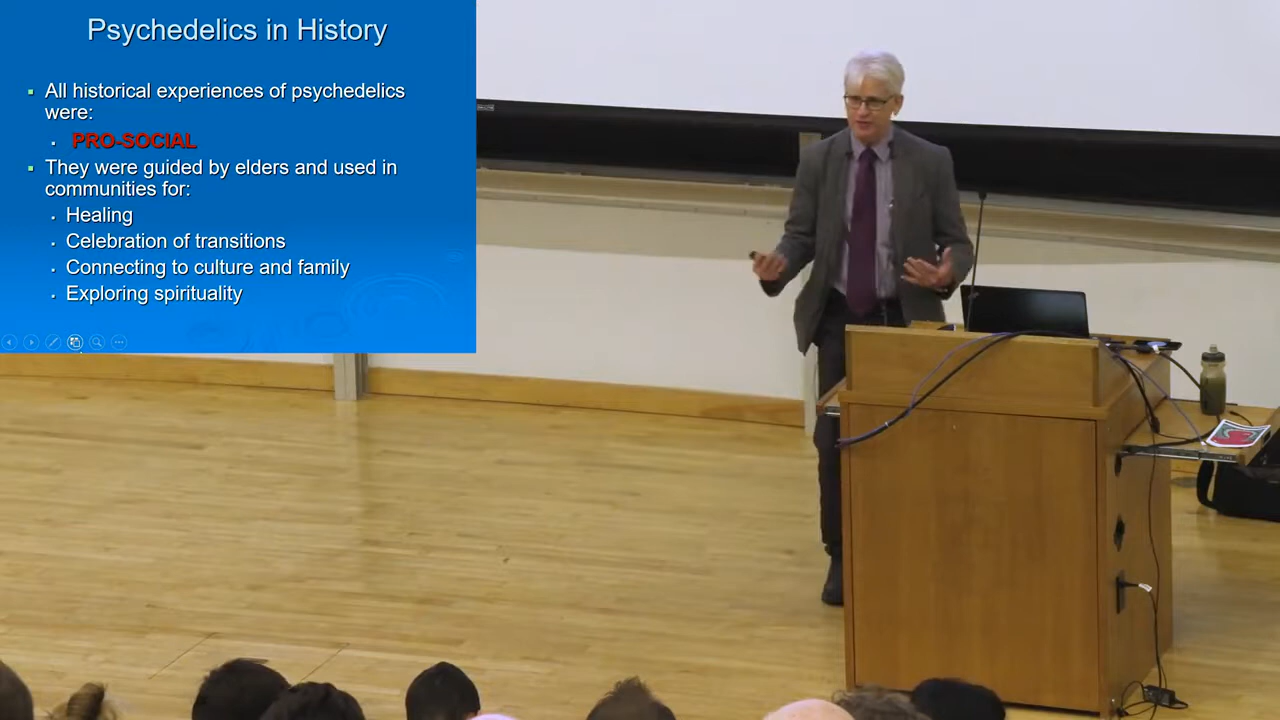 Psychedelics in History
All historical experiences of psychedelics
were:
PRO-SOCIAL
They were guided by elders and used in
communities for:
Healing
Celebration of transitions
Connecting to culture and family
Exploring spirituality